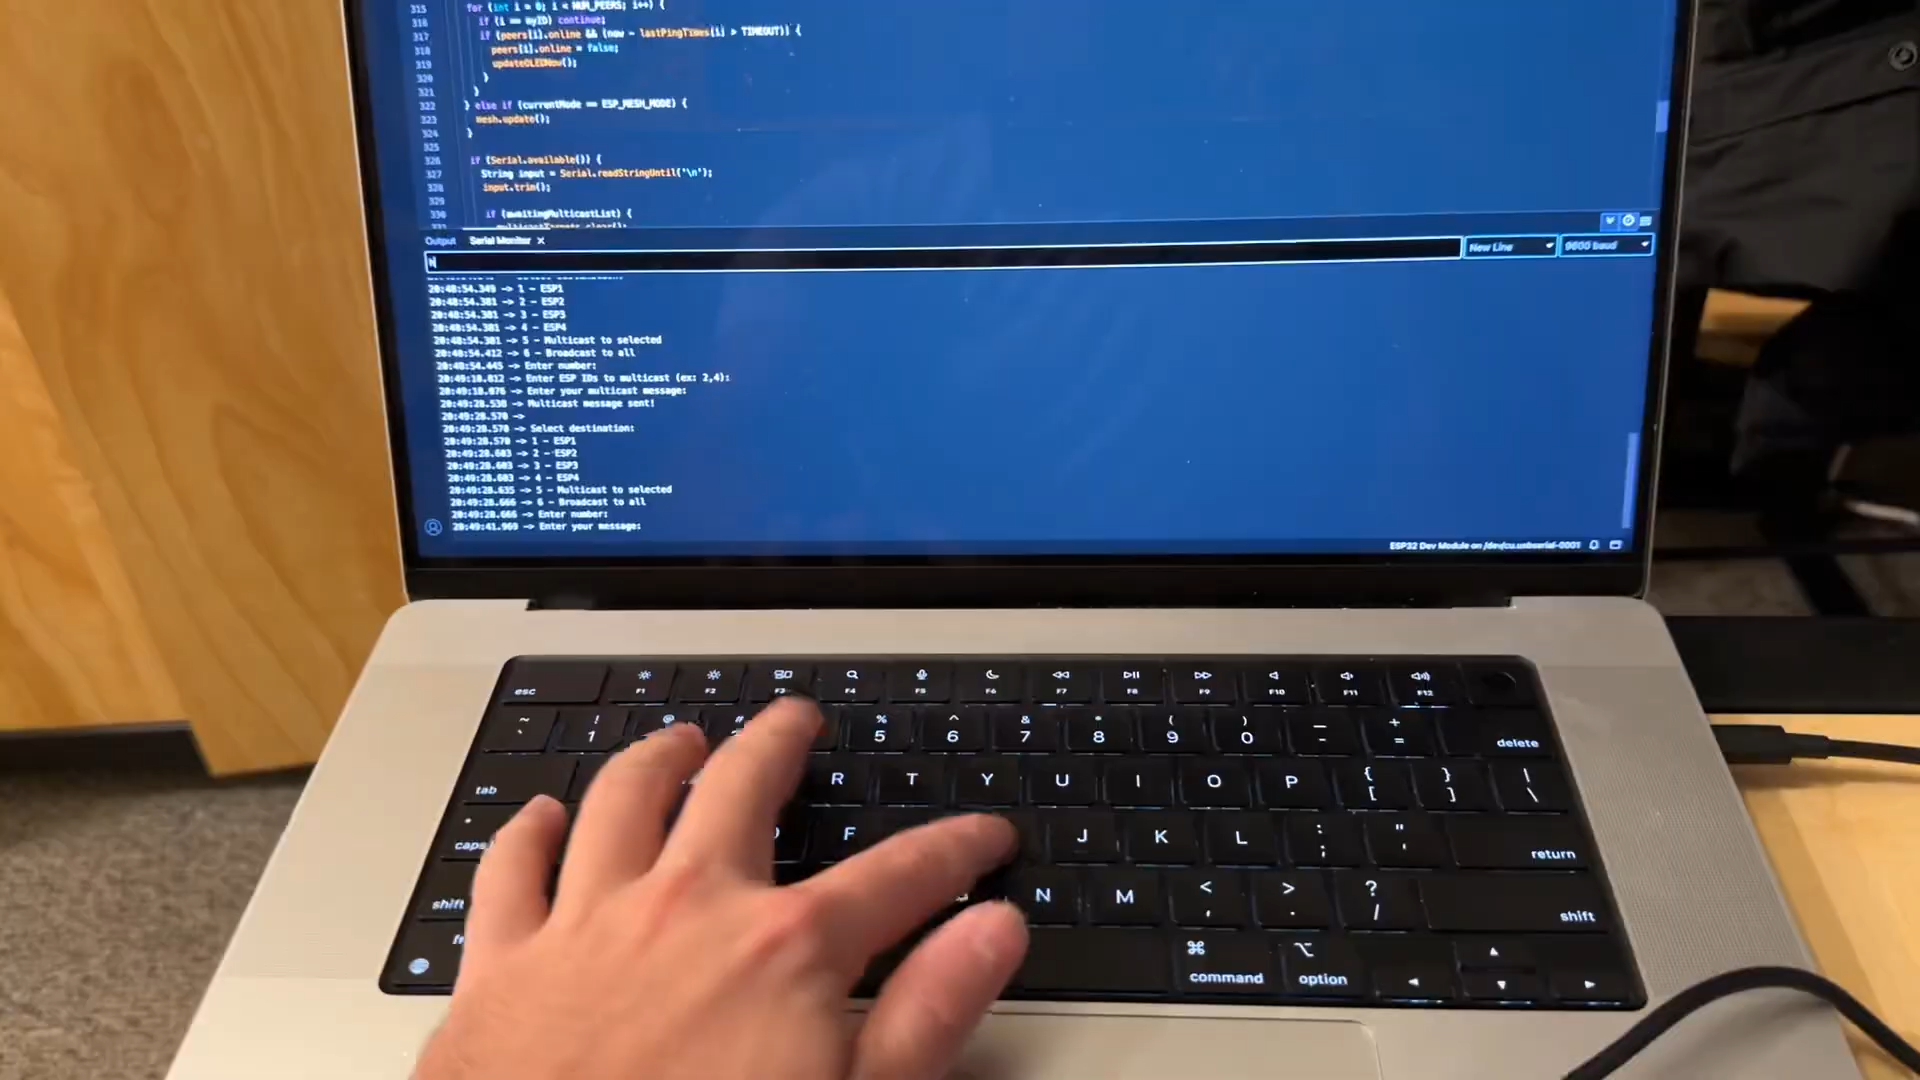 315 for (int i = 0; i < NUM_PEERS; i++) {
316 if (i == myID) continue;
317 if (peers[i].online && (now - lastPingTimes[i] > TIMEOUT)) {
318 peers[i].online = false;
319 updateOLEDNow();
320 }
321 }
322 } else if (currentMode == ESP_MESH_MODE) {
323 mesh.update();
324 }
325
326 if (Serial.available()) {
327 String input = Serial.readStringUntil('\n');
328 input.trim();
329
330 if (awaitingMulticastList) {
Output Serial Monitor
New Line 9600 baud
20:48:54.349 -> 1 - ESP1
20:48:54.381 -> 2 - ESP2
20:48:54.381 -> 3 - ESP3
20:48:54.381 -> 4 - ESP4
20:48:54.381 -> 5 - Multicast to selected
20:48:54.412 -> 6 - Broadcast to all
20:48:54.445 -> Enter number:
-> Enter ESP IDs to multicast (ex: 2,4):
-> Enter your multicast message:
20:49:28.538 -> Multicast message sent!
20:49:28.570 ->
20:49:28.570 -> Select destination:
20:49:28.570 -> 1 - ESP1
20:49:28.603 -> 2 - ESP2
20:49:28.603 -> 3 - ESP3
20:49:28.603 -> 4 - ESP4
20:49:28.635 -> 5 - Multicast to selected
20:49:28.666 -> 6 - Broadcast to all
20:49:28.666 -> Enter number:
20:49:41.969 -> Enter your message:
ESP32 Dev Module on /dev/cu.usbserial-0001
esc F1 F2 F3 F4 F5 F6 F7 F8 F9 F10 F11 F12
~ ! @ # % ^ & * ( ) _ +
` 1 5 6 7 8 9 0 - = delete
tab R T Y U I O P { [ } ] | \
caps F J K L : ; " ' return
shift N M < , > . ? / shift
command option